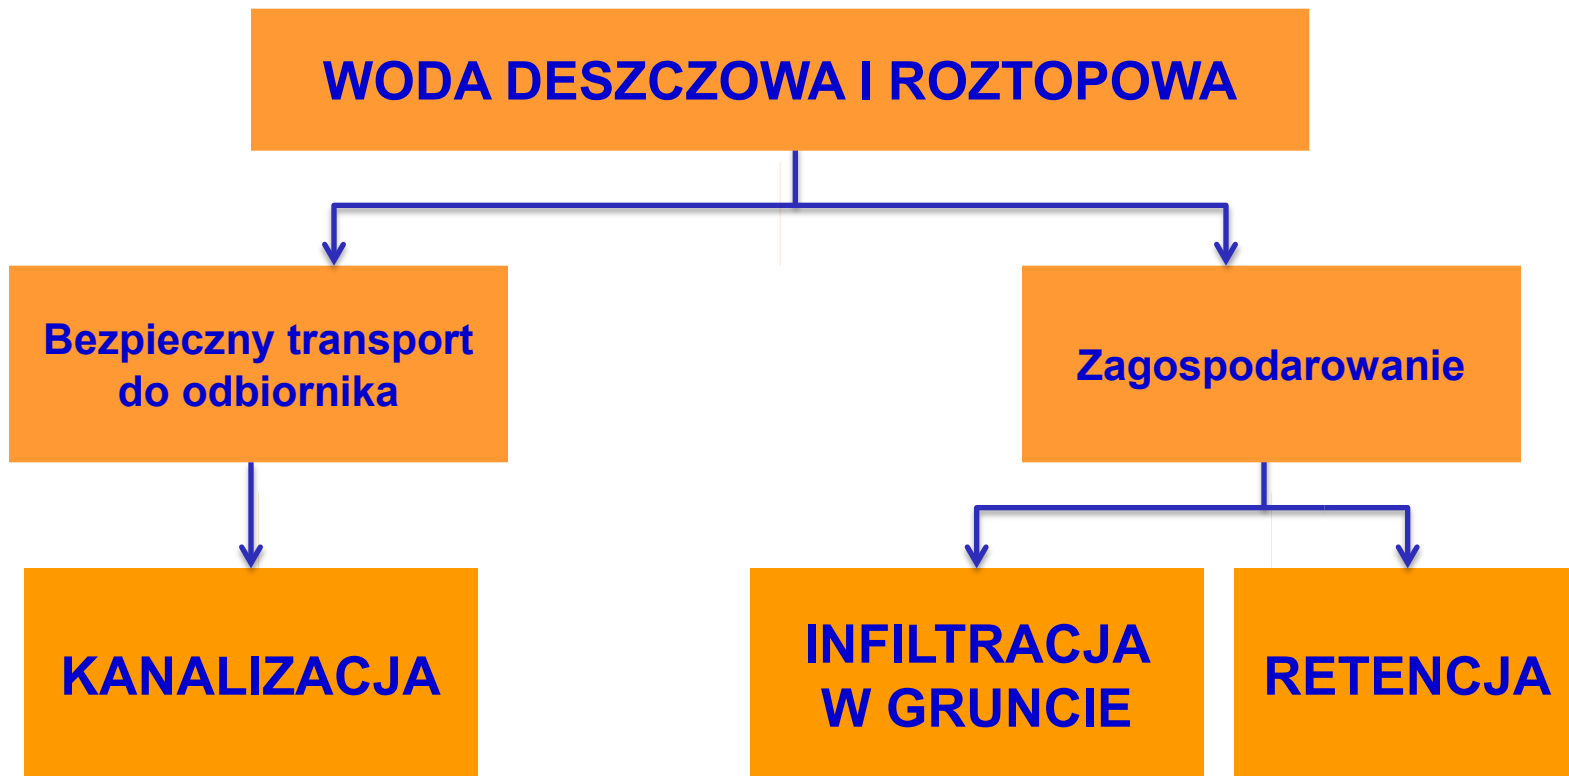 WODA DESZCZOWA I ROZTOPOWA
Bezpieczny transport
do odbiornika
Zagospodarowanie
KANALIZACJA
INFILTRACJA
W GRUNCIE
RETENCJA